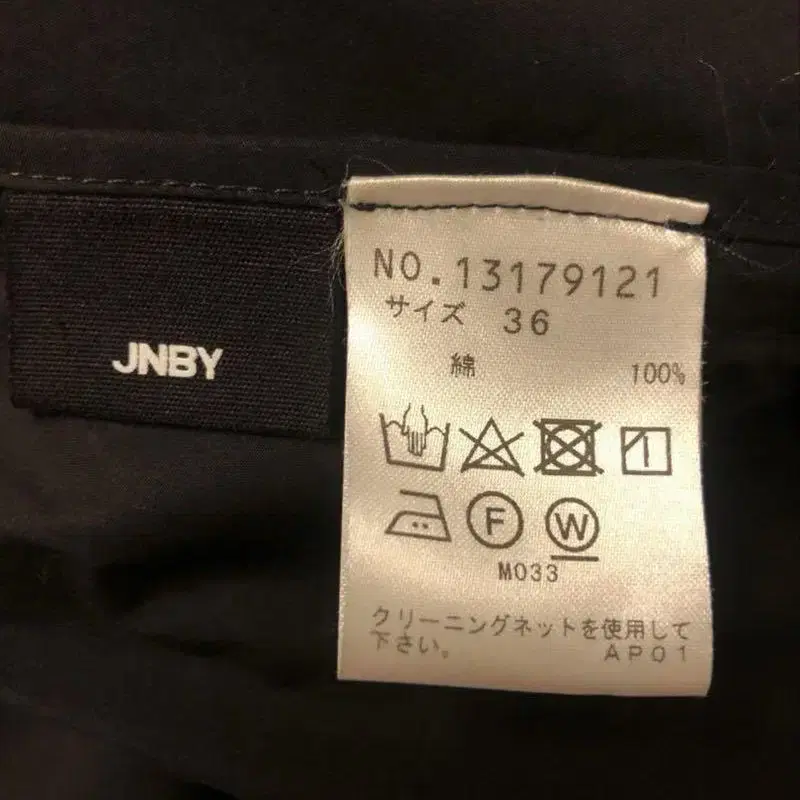 JNBY
NO.13179121
サイズ 36
綿 100%
F W
M033
クリーニングネットを使用して
下さい。 AP01